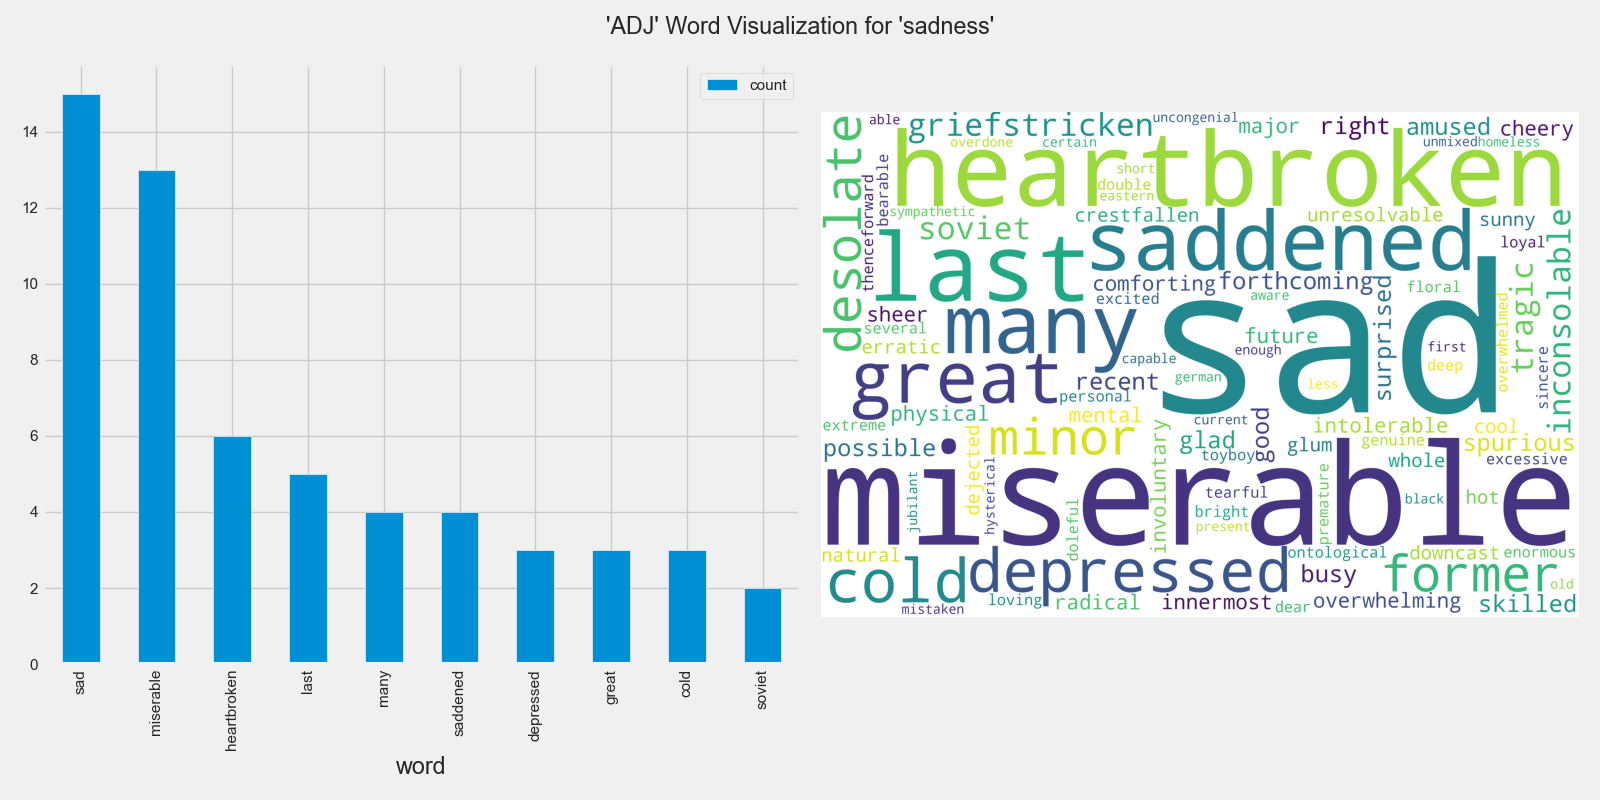 'ADJ' Word Visualization for 'sadness'
count
14
12
10
8
6
4
2
0
sad
miserable
heartbroken
last
many
saddened
depressed
great
cold
soviet
word
able
griefstricken
uncongenial
major
right
amused
cheery
overdone
certain
unmixed
homeless
desolate
bearable
thenceforward
heartbroken
short
double
eastern
sympathetic
soviet
crestfallen
unresolvable
sunny
last
saddened
loyal
inconsolable
comforting
forthcoming
excited
aware
surprised
floral
tragic
sheer
several
many
sad
future
overwhelmed
erratic
capable
enough
first
great
recent
german
less
deep
sincere
personal
physical
mental
extreme
minor
current
good
intolerable
cool
possible
dejected
involuntary
glad
toyboy
glum
genuine
spurious
miserable
whole
excessive
jubilant
hysterical
tearful
premature
black
hot
doleful
bright
present
natural
ontological
downcast
enormous
cold
depressed
busy
former
old
mistaken
loving
radical
innermost
dear
overwhelming
skilled